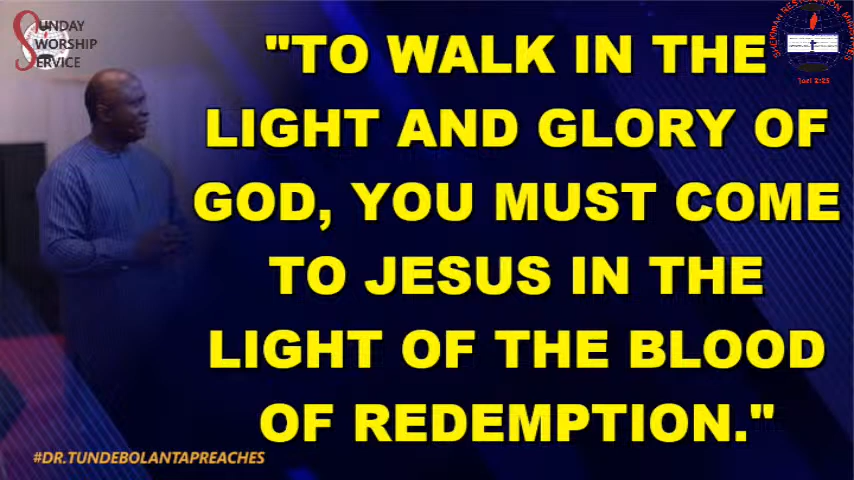 SUNDAY
WORSHIP
SERVICE
"TO WALK IN THE
LIGHT AND GLORY OF
GOD, YOU MUST COME
TO JESUS IN THE
LIGHT OF THE BLOOD
OF REDEMPTION."
#DR.TUNDEBOLANTAPREACHES
Joel 2:25